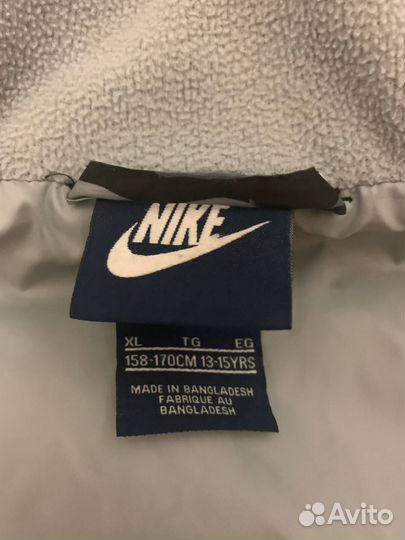 NIKE
XL TG EG
158-170CM 13-15YRS
MADE IN BANGLADESH
FABRIQUE AU
BANGLADESH
Avito